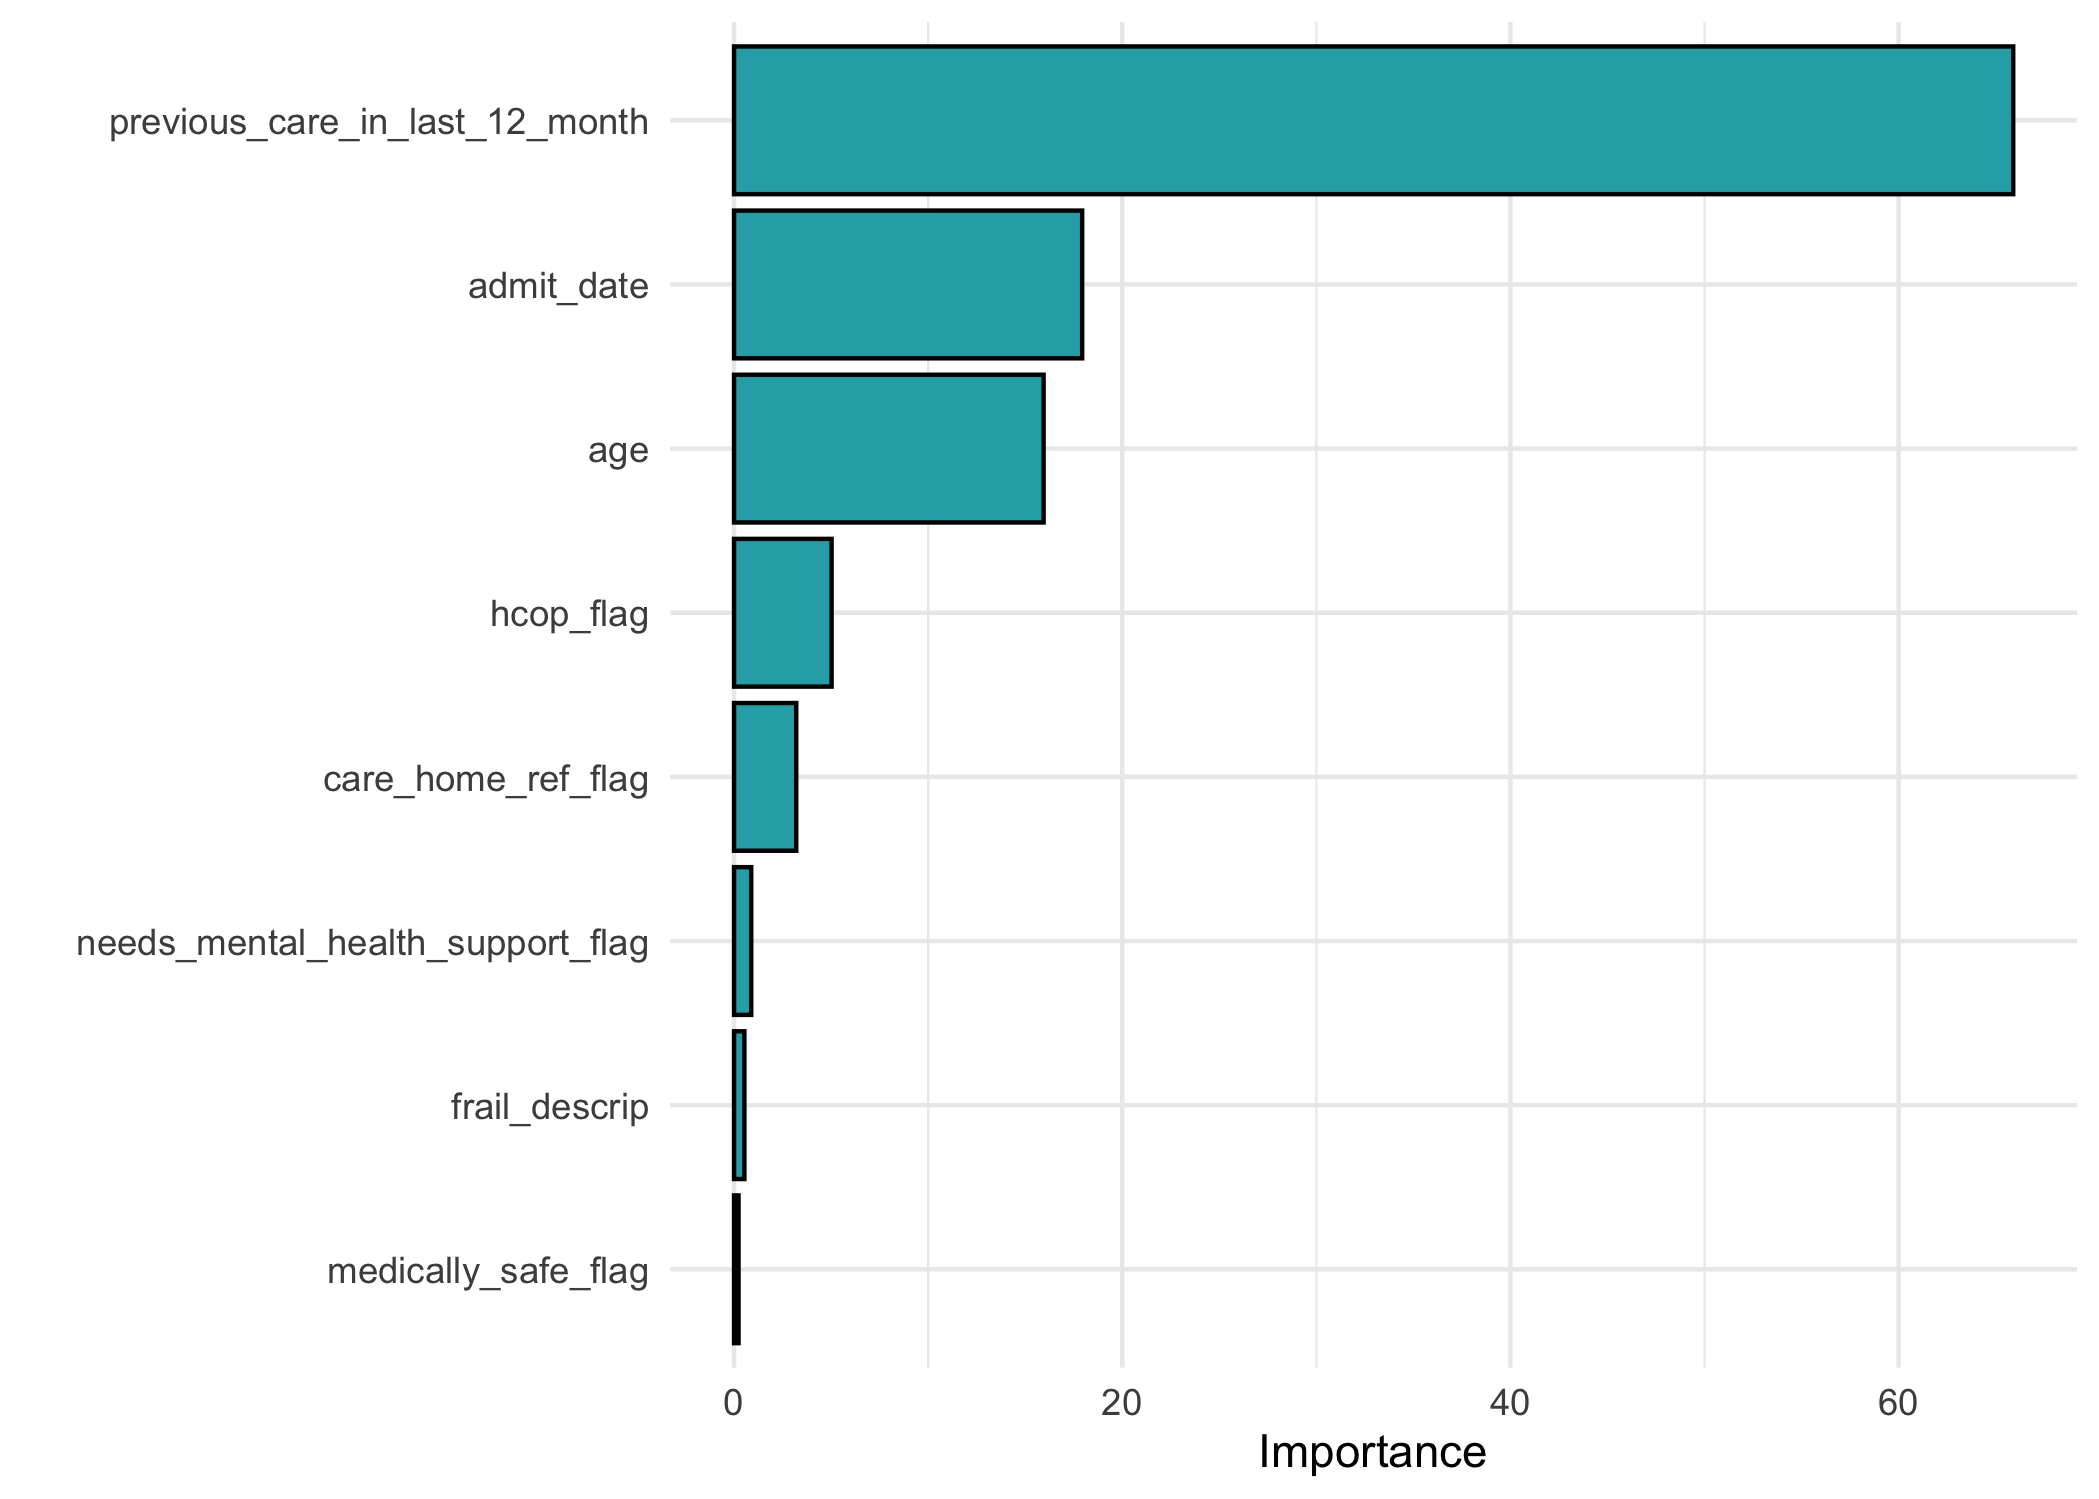 previous_care_in_last_12_month
admit_date
age
hcop_flag
care_home_ref_flag
needs_mental_health_support_flag
frail_descrip
medically_safe_flag
0 20 40 60
Importance